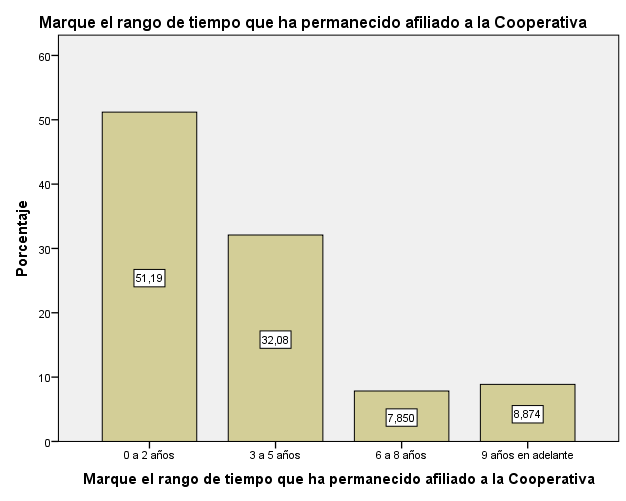 Marque el rango de tiempo que ha permanecido afiliado a la Cooperativa
Porcentaje
60
50
40
30
20
10
0
51,19
32,08
7,850
8,874
0 a 2 años
3 a 5 años
6 a 8 años
9 años en adelante
Marque el rango de tiempo que ha permanecido afiliado a la Cooperativa